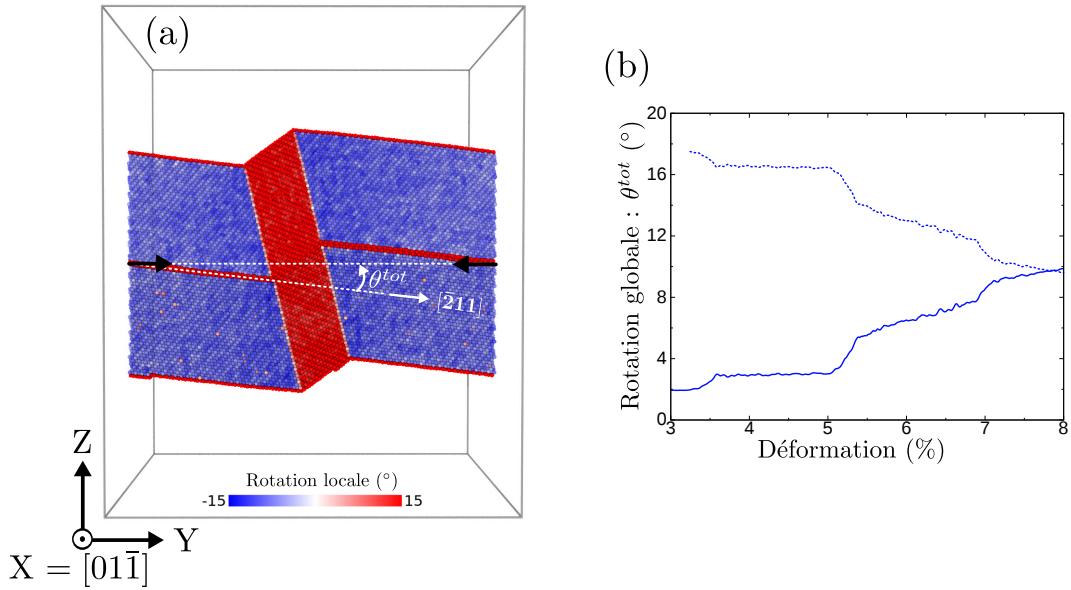 (a)
θ^tot
[2̅11]
Z
Y
X = [011̅]
Rotation locale (°)
-15
15
(b)
Rotation globale : θ^tot (°)
20
16
12
8
4
0
3
4
5
6
7
8
Déformation (%)